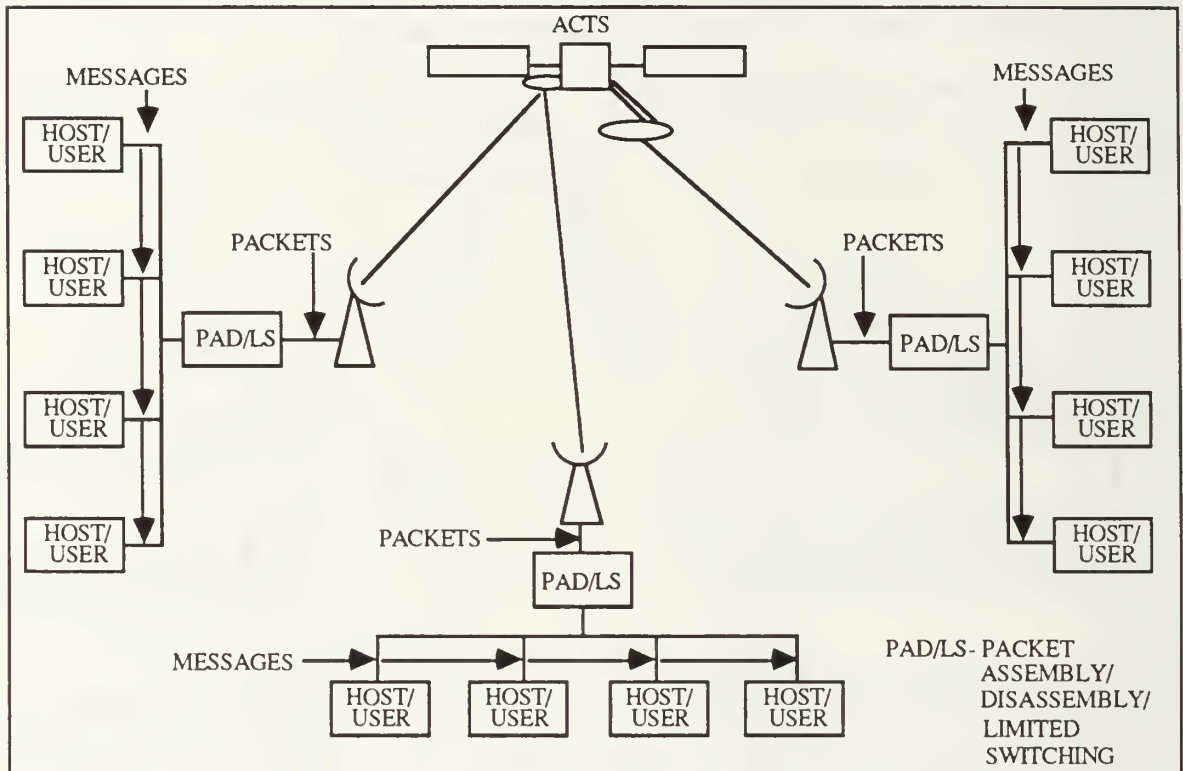 ACTS
MESSAGES
MESSAGES
HOST/
USER
HOST/
USER
PACKETS
PACKETS
HOST/
USER
HOST/
USER
PAD/LS
PAD/LS
HOST/
USER
HOST/
USER
HOST/
USER
HOST/
USER
PACKETS
PAD/LS
MESSAGES
HOST/
USER
HOST/
USER
HOST/
USER
HOST/
USER
PAD/LS- PACKET
ASSEMBLY/
DISASSEMBLY/
LIMITED
SWITCHING